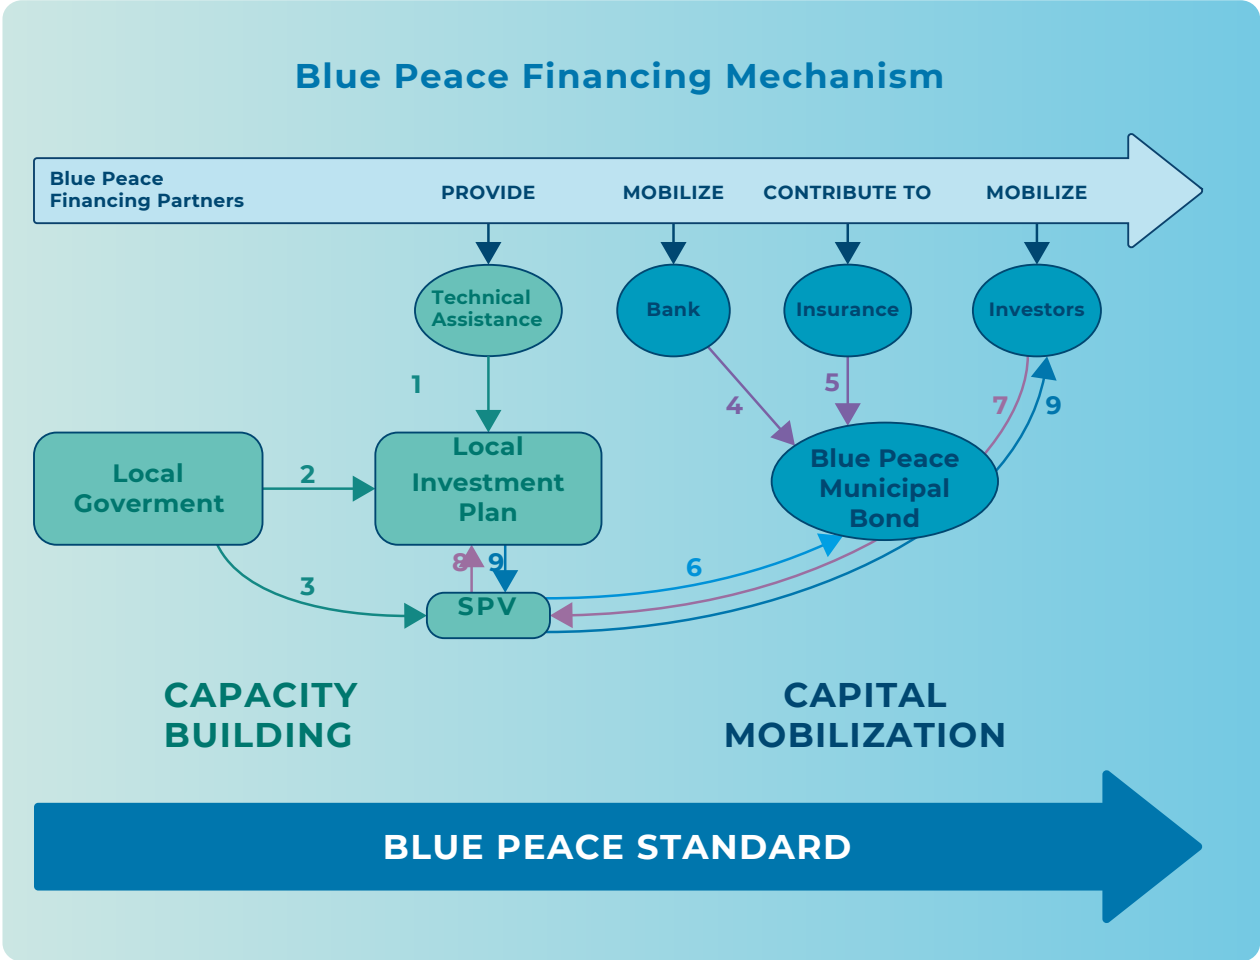 Blue Peace Financing Mechanism
Blue Peace
Financing Partners
PROVIDE
MOBILIZE
CONTRIBUTE TO
MOBILIZE
Technical
Assistance
Bank
Insurance
Investors
1
4
5
7
9
Local
Goverment
2
Local
Investment
Plan
Blue Peace
Municipal
Bond
3
8
9
6
SPV
CAPACITY
BUILDING
CAPITAL
MOBILIZATION
BLUE PEACE STANDARD